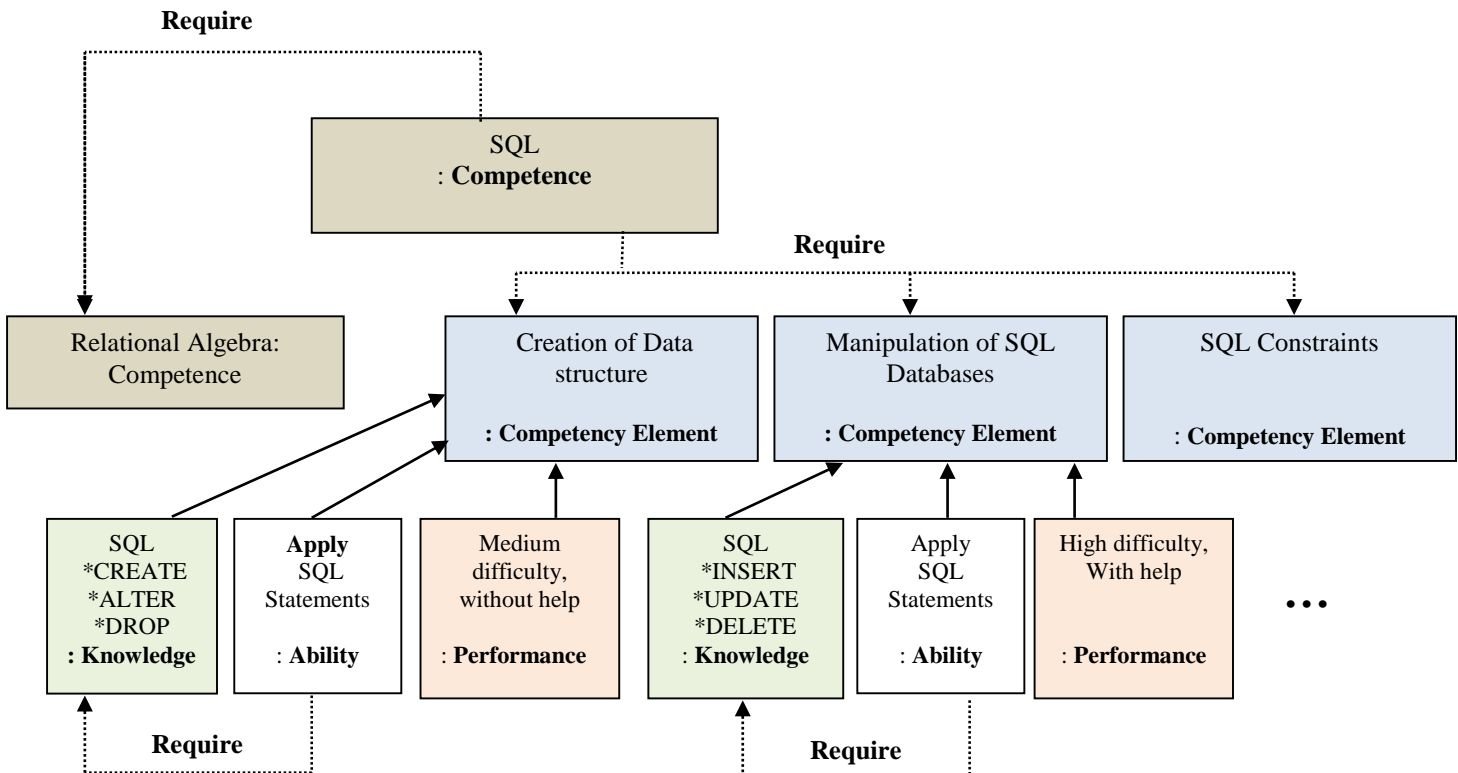 Require
SQL
: Competence
Require
Relational Algebra:
Competence
Creation of Data
structure
: Competency Element
Manipulation of SQL
Databases
: Competency Element
SQL Constraints
: Competency Element
SQL
*CREATE
*ALTER
*DROP
: Knowledge
Apply
SQL
Statements
: Ability
Medium
difficulty,
without help
: Performance
SQL
*INSERT
*UPDATE
*DELETE
: Knowledge
Apply
SQL
Statements
: Ability
High difficulty,
With help
: Performance
...
Require
Require